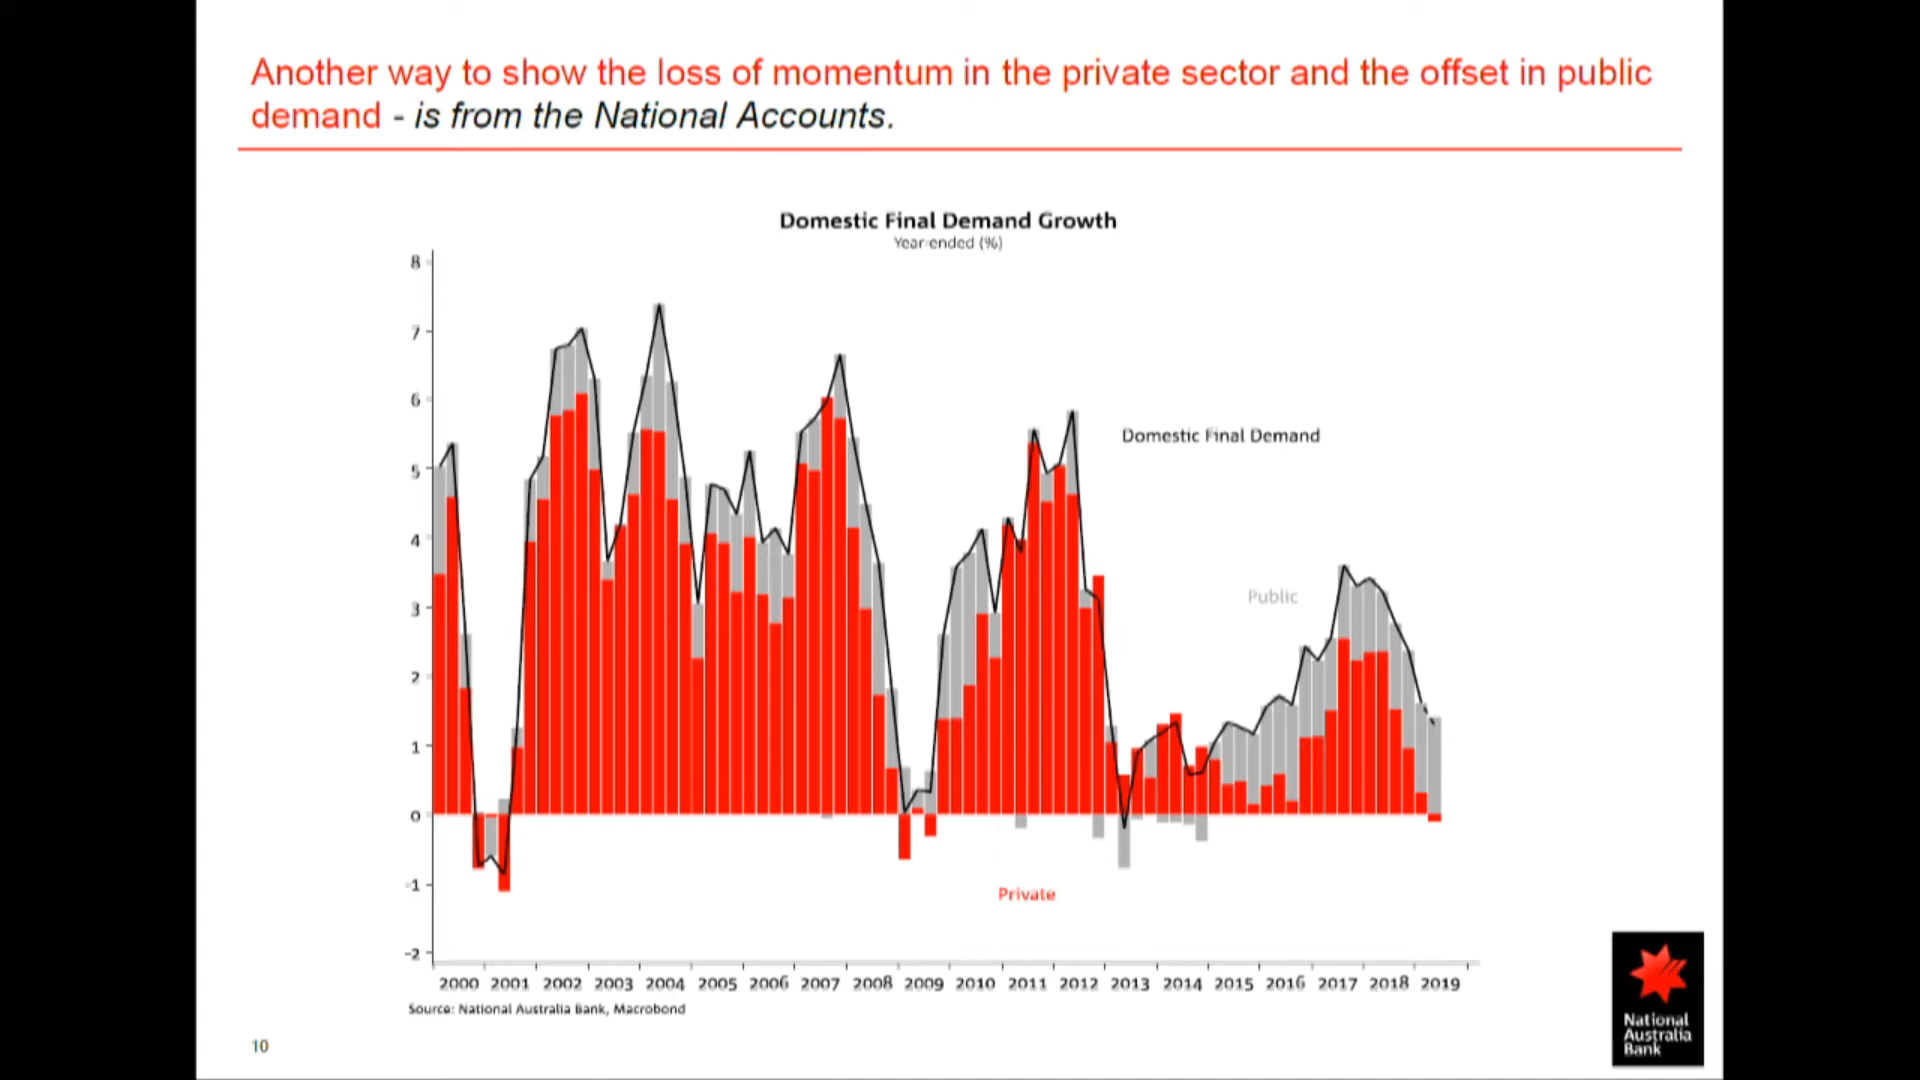 Another way to show the loss of momentum in the private sector and the offset in public
demand - is from the National Accounts.
Domestic Final Demand Growth
Year-ended (%)
8
7
6
5
4
3
2
1
0
-1
-2
Domestic Final Demand
Public
Private
2000 2001 2002 2003 2004 2005 2006 2007 2008 2009 2010 2011 2012 2013 2014 2015 2016 2017 2018 2019
Source: National Australia Bank, Macrobond
10
National
Australia
Bank